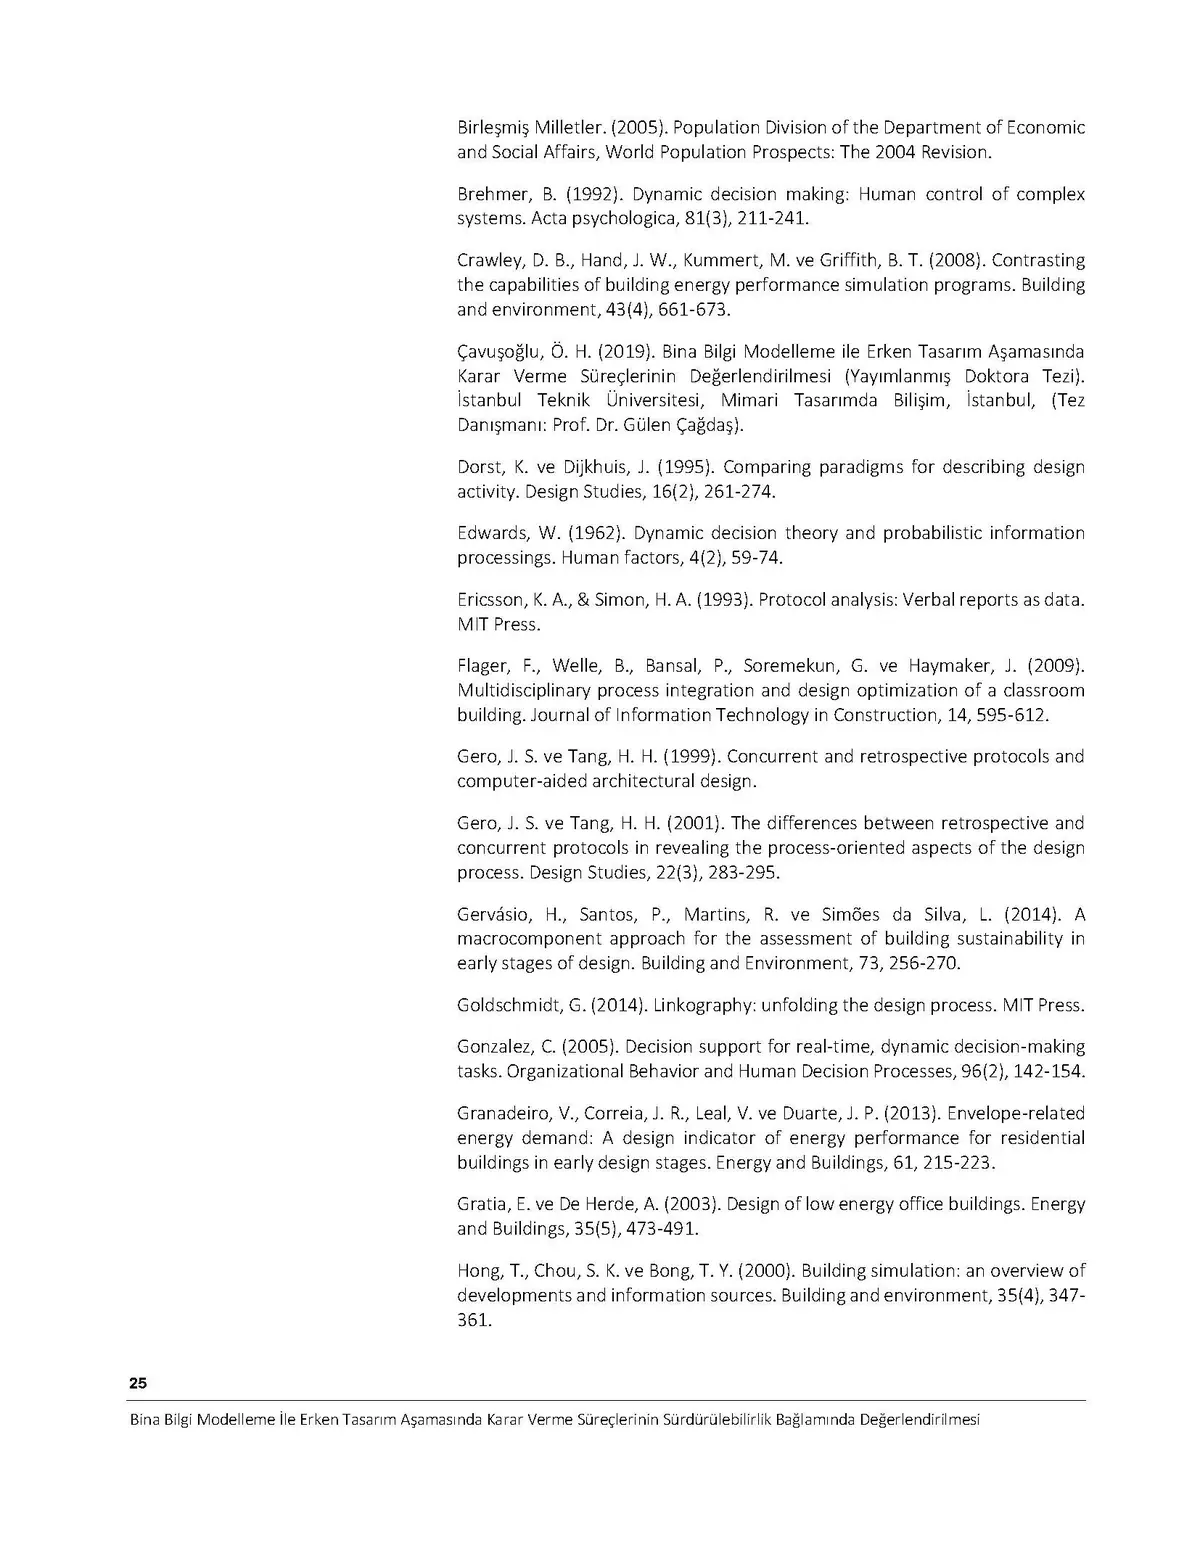 Birleşmiş Milletler. (2005). Population Division of the Department of Economic
and Social Affairs, World Population Prospects: The 2004 Revision.
Brehmer, B. (1992). Dynamic decision making: Human control of complex
systems. Acta psychologica, 81(3), 211-241.
Crawley, D. B., Hand, J. W., Kummert, M. ve Griffith, B. T. (2008). Contrasting
the capabilities of building energy performance simulation programs. Building
and environment, 43(4), 661-673.
Çavuşoğlu, Ö. H. (2019). Bina Bilgi Modelleme ile Erken Tasarım Aşamasında
Karar Verme Süreçlerinin Değerlendirilmesi (Yayımlanmış Doktora Tezi).
İstanbul Teknik Üniversitesi, Mimari Tasarımda Bilişim, İstanbul, (Tez
Danışmanı: Prof. Dr. Gülen Çağdaş).
Dorst, K. ve Dijkhuis, J. (1995). Comparing paradigms for describing design
activity. Design Studies, 16(2), 261-274.
Edwards, W. (1962). Dynamic decision theory and probabilistic information
processings. Human factors, 4(2), 59-74.
Ericsson, K. A., & Simon, H. A. (1993). Protocol analysis: Verbal reports as data.
MIT Press.
Flager, F., Welle, B., Bansal, P., Soremekun, G. ve Haymaker, J. (2009).
Multidisciplinary process integration and design optimization of a classroom
building. Journal of Information Technology in Construction, 14, 595-612.
Gero, J. S. ve Tang, H. H. (1999). Concurrent and retrospective protocols and
computer-aided architectural design.
Gero, J. S. ve Tang, H. H. (2001). The differences between retrospective and
concurrent protocols in revealing the process-oriented aspects of the design
process. Design Studies, 22(3), 283-295.
Gervásio, H., Santos, P., Martins, R. ve Simões da Silva, L. (2014). A
macrocomponent approach for the assessment of building sustainability in
early stages of design. Building and Environment, 73, 256-270.
Goldschmidt, G. (2014). Linkography: unfolding the design process. MIT Press.
Gonzalez, C. (2005). Decision support for real-time, dynamic decision-making
tasks. Organizational Behavior and Human Decision Processes, 96(2), 142-154.
Granadeiro, V., Correia, J. R., Leal, V. ve Duarte, J. P. (2013). Envelope-related
energy demand: A design indicator of energy performance for residential
buildings in early design stages. Energy and Buildings, 61, 215-223.
Gratia, E. ve De Herde, A. (2003). Design of low energy office buildings. Energy
and Buildings, 35(5), 473-491.
Hong, T., Chou, S. K. ve Bong, T. Y. (2000). Building simulation: an overview of
developments and information sources. Building and environment, 35(4), 347-
361.
25
Bina Bilgi Modelleme İle Erken Tasarım Aşamasında Karar Verme Süreçlerinin Sürdürülebilirlik Bağlamında Değerlendirilmesi